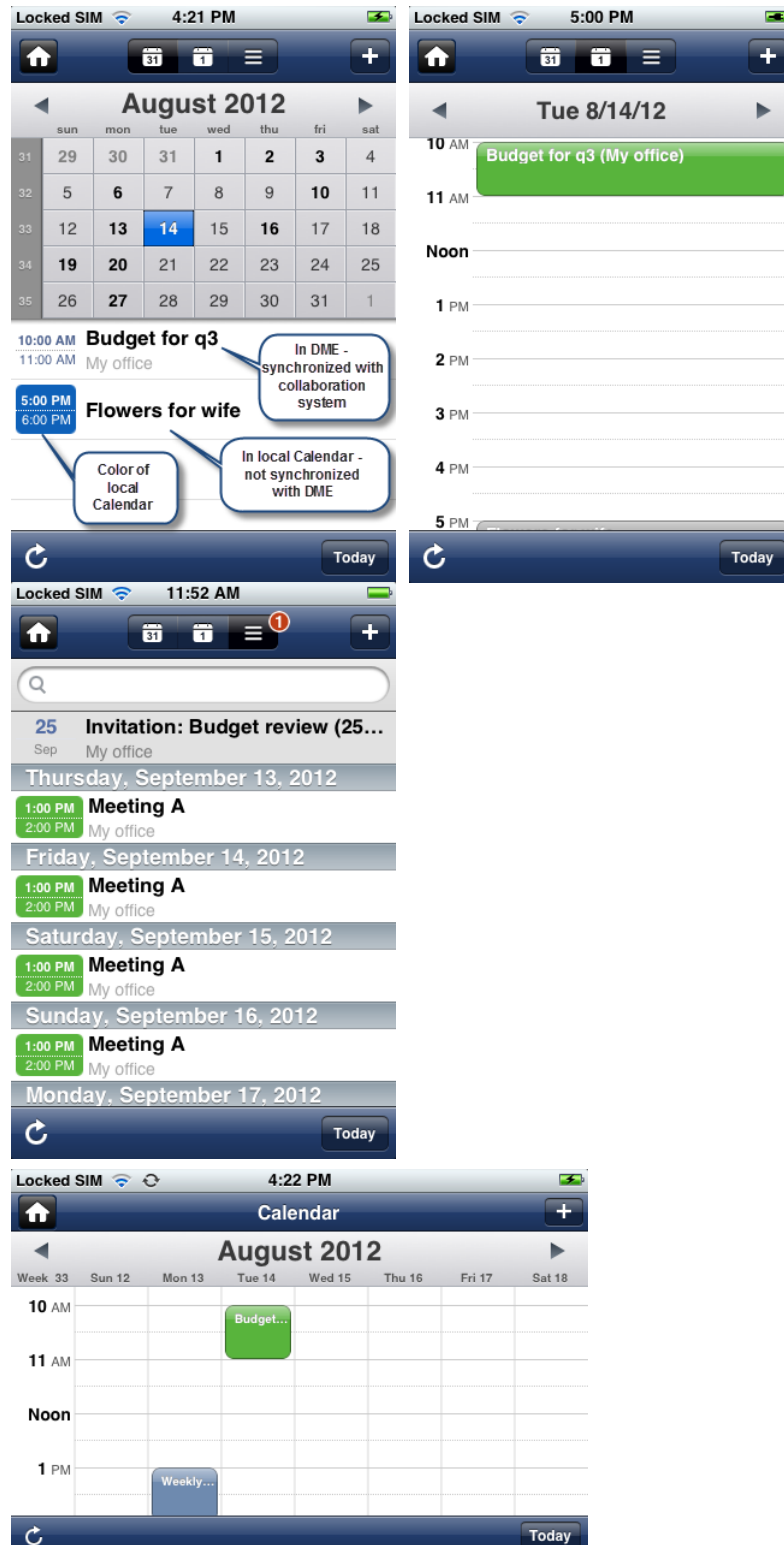 Locked SIM 4:21 PM
31 1
August 2012
sun mon tue wed thu fri sat
31 29 30 31 1 2 3 4
32 5 6 7 8 9 10 11
33 12 13 14 15 16 17 18
34 19 20 21 22 23 24 25
35 26 27 28 29 30 31 1
10:00 AM Budget for q3
11:00 AM My office
In DME -
synchronized with
collaboration
system
5:00 PM Flowers for wife
6:00 PM
Color of
local
Calendar
In local Calendar -
not synchronized
with DME
Today
Locked SIM 5:00 PM
31 1
Tue 8/14/12
10 AM
Budget for q3 (My office)
11 AM
Noon
1 PM
2 PM
3 PM
4 PM
5 PM
Today
Locked SIM 11:52 AM
31 1 1
25 Invitation: Budget review (25...
Sep My office
Thursday, September 13, 2012
1:00 PM Meeting A
2:00 PM My office
Friday, September 14, 2012
1:00 PM Meeting A
2:00 PM My office
Saturday, September 15, 2012
1:00 PM Meeting A
2:00 PM My office
Sunday, September 16, 2012
1:00 PM Meeting A
2:00 PM My office
Monday, September 17, 2012
Today
Locked SIM 4:22 PM
Calendar
August 2012
Week 33 Sun 12 Mon 13 Tue 14 Wed 15 Thu 16 Fri 17 Sat 18
10 AM
Budget...
11 AM
Noon
1 PM
Weekly...
Today